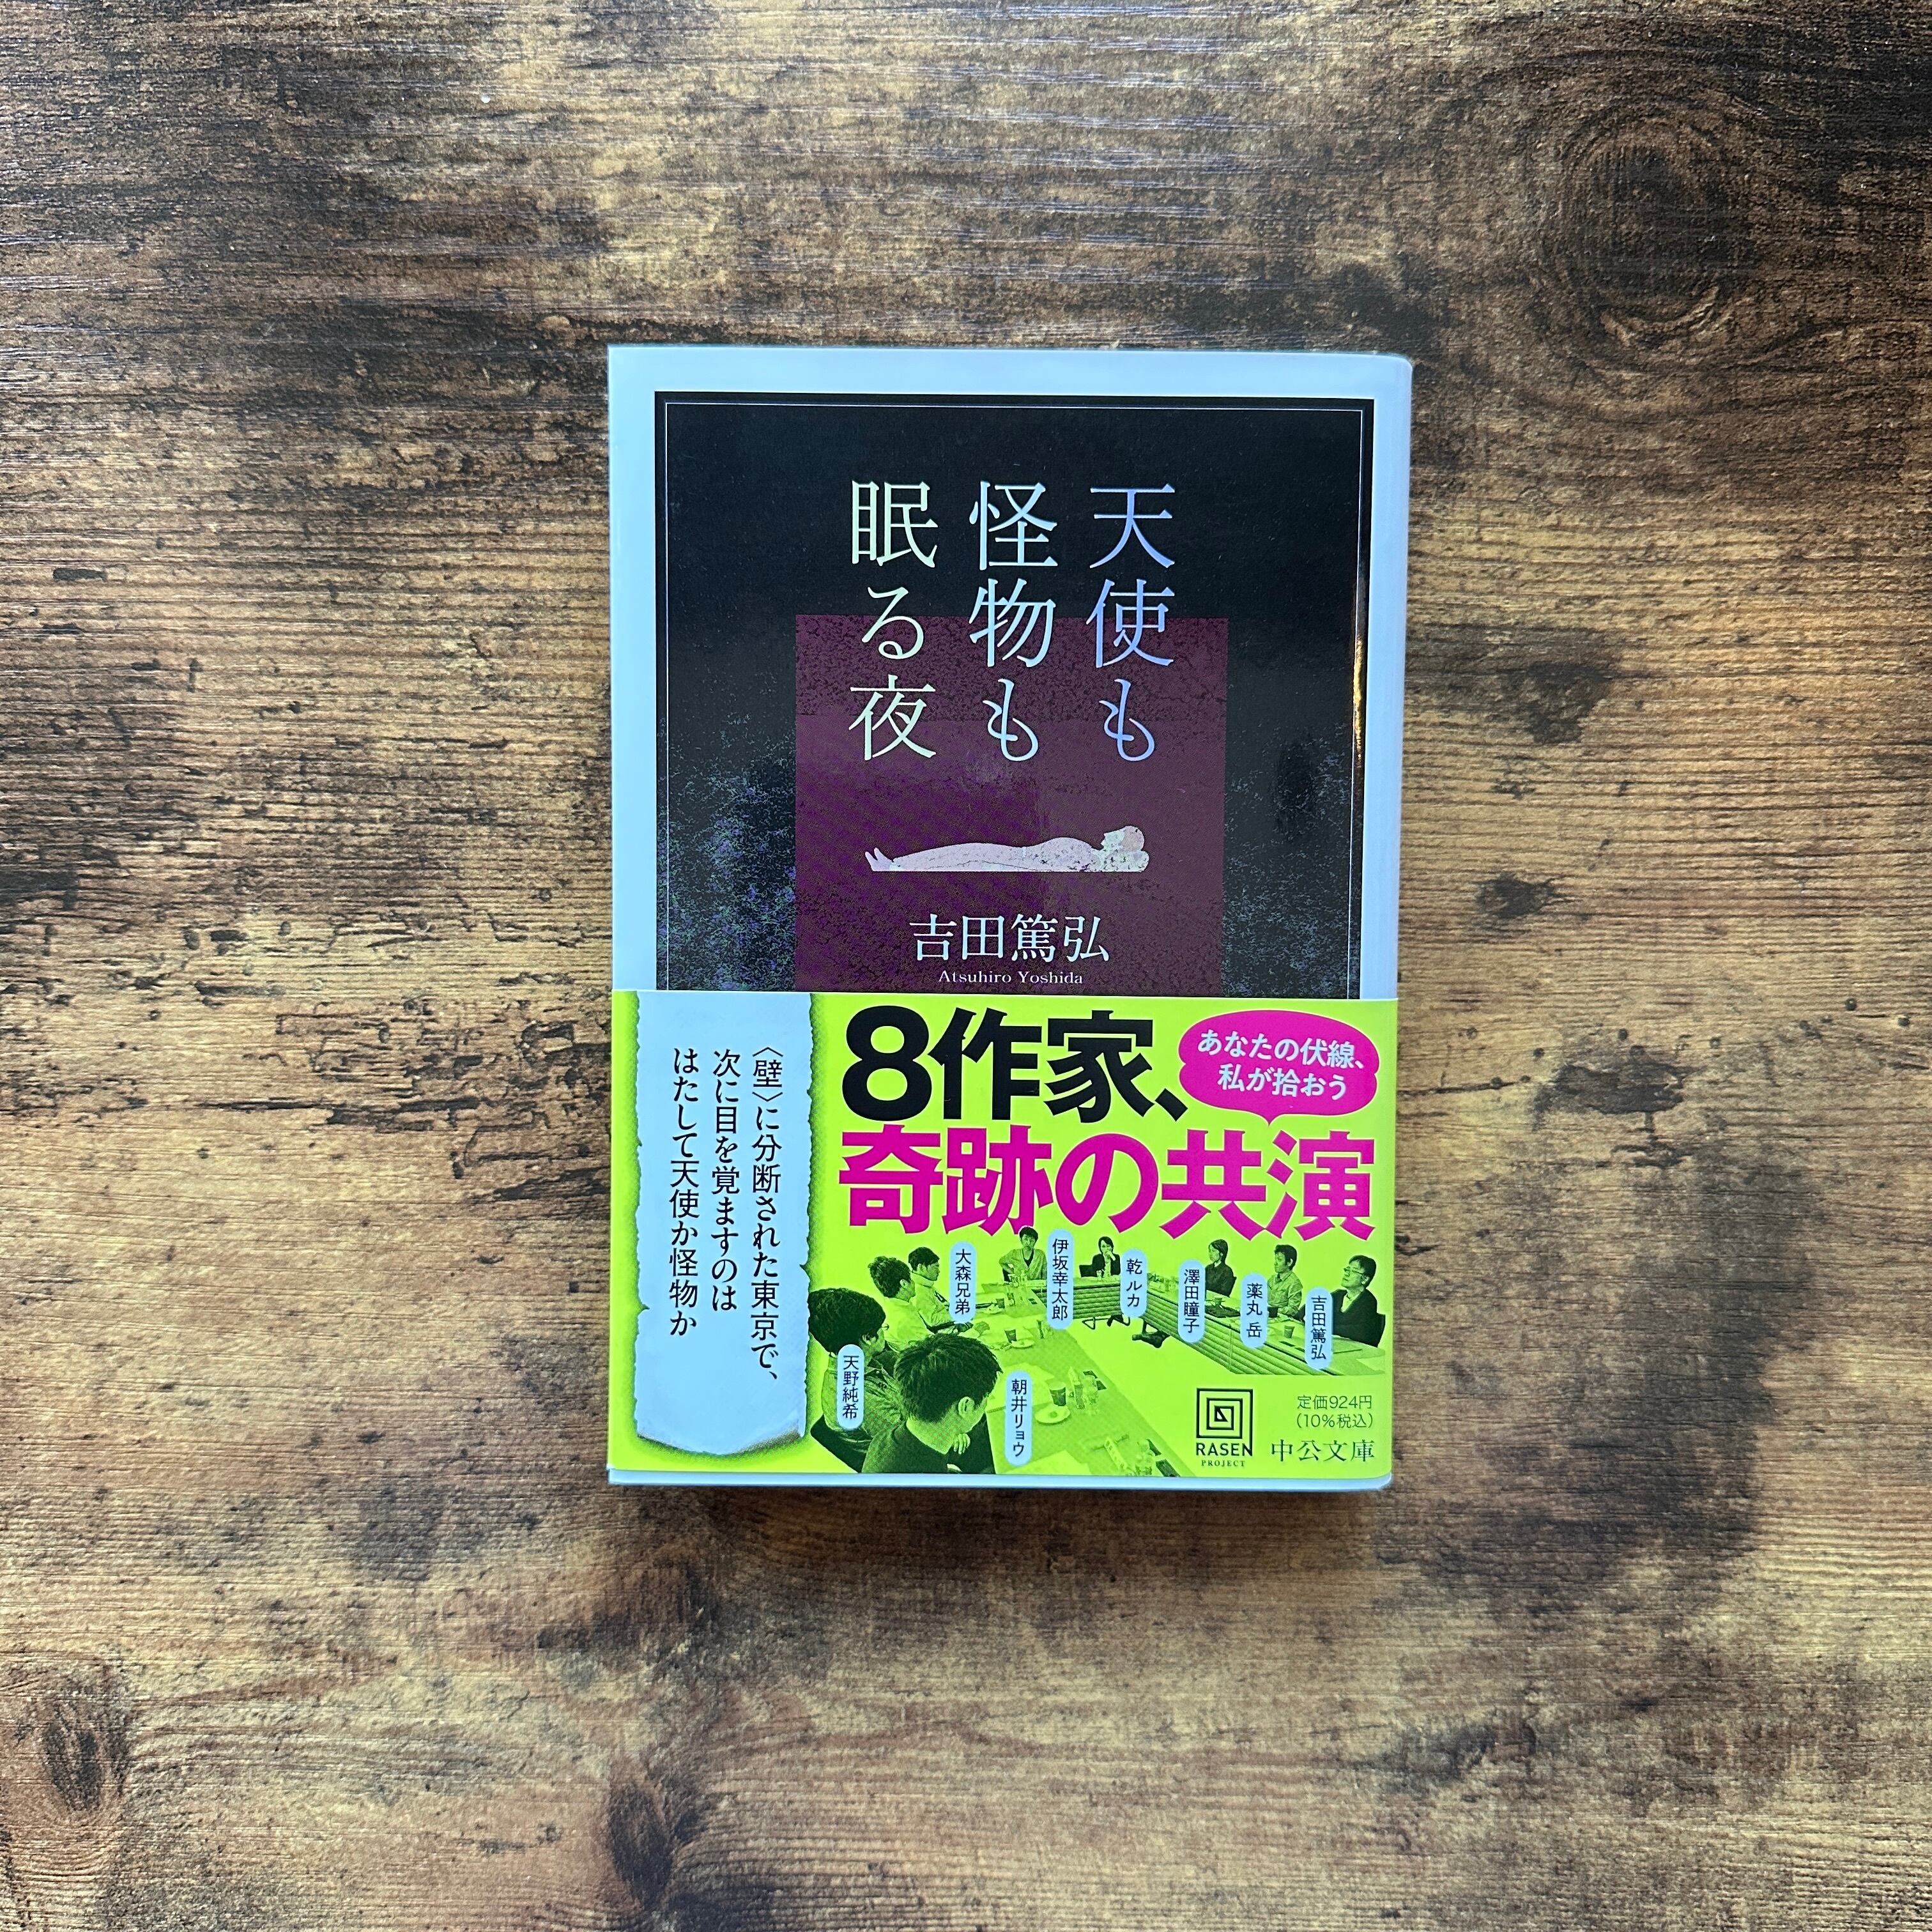 天使も
怪物も
眠る夜
吉田篤弘
Atsuhiro Yoshida
8作家、
奇跡の共演
あなたの伏線、
私が拾おう
〈壁〉に分断された東京で、
次に目を覚ますのは
はたして天使か怪物か
吉田篤弘
薬丸 岳
澤田瞳子
乾 ルカ
伊坂幸太郎
大森兄弟
天野純希
朝井リョウ
RASEN
PROJECT
定価924円
(10%税込)
中公文庫